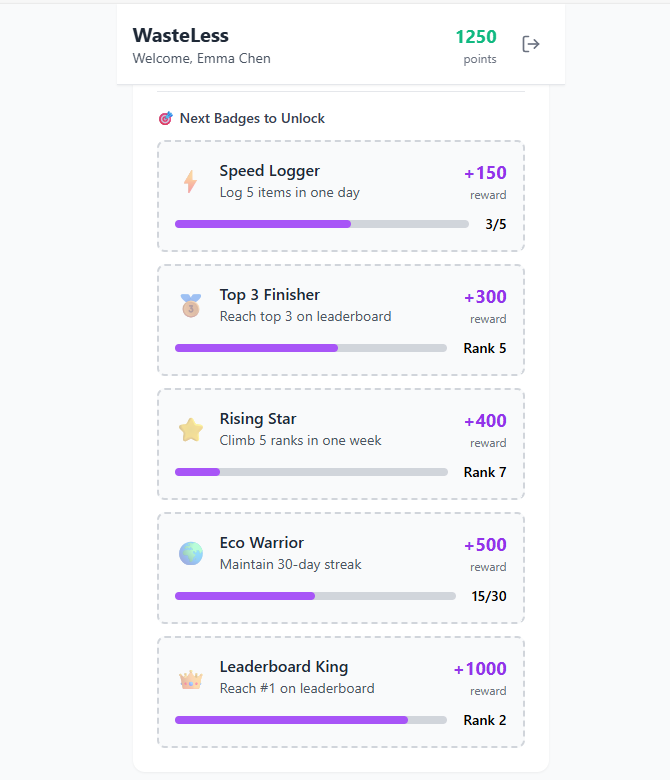 WasteLess
Welcome, Emma Chen
1250
points
Next Badges to Unlock
Speed Logger
Log 5 items in one day
+150
reward
3/5
Top 3 Finisher
Reach top 3 on leaderboard
+300
reward
3
Rank 5
Rising Star
Climb 5 ranks in one week
+400
reward
Rank 7
Eco Warrior
Maintain 30-day streak
+500
reward
15/30
Leaderboard King
Reach #1 on leaderboard
+1000
reward
Rank 2